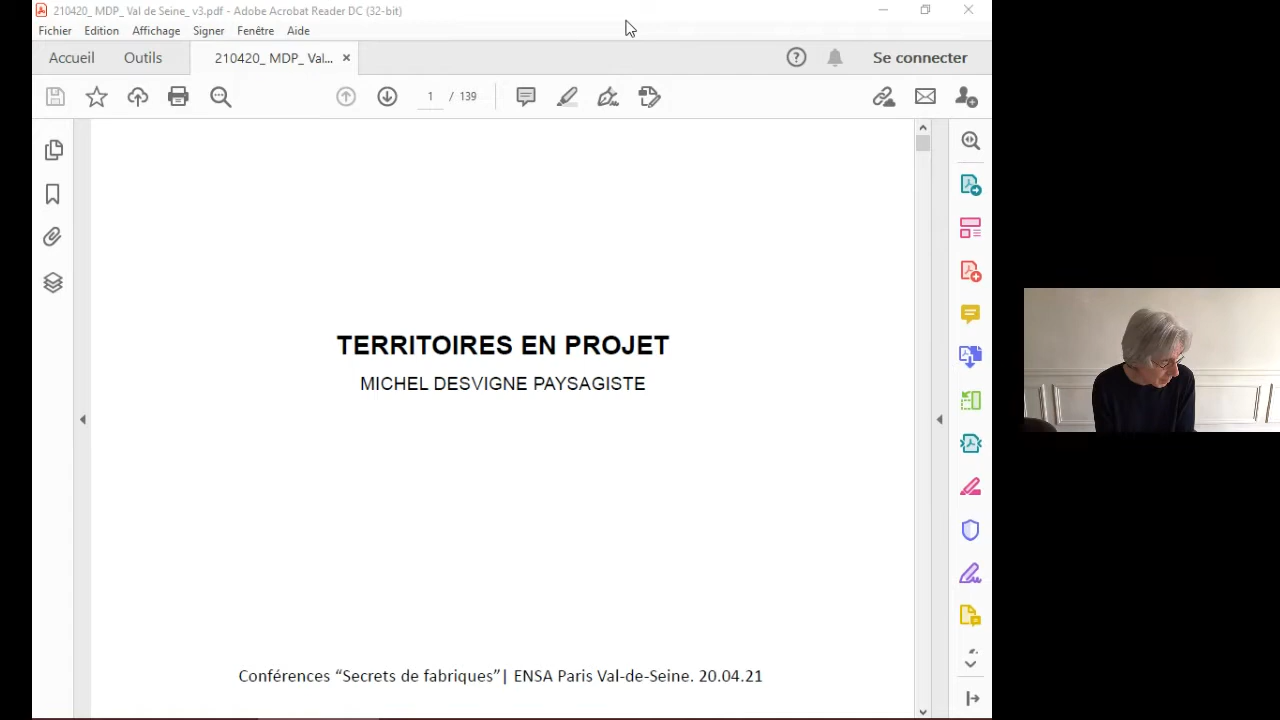 210420_ MDP_ Val de Seine_ v3.pdf - Adobe Acrobat Reader DC (32-bit)
Fichier Edition Affichage Signer Fenêtre Aide
Accueil Outils 210420_ MDP_ Val... × Se connecter
1 / 139
TERRITOIRES EN PROJET
MICHEL DESVIGNE PAYSAGISTE
Conférences “Secrets de fabriques”| ENSA Paris Val-de-Seine. 20.04.21